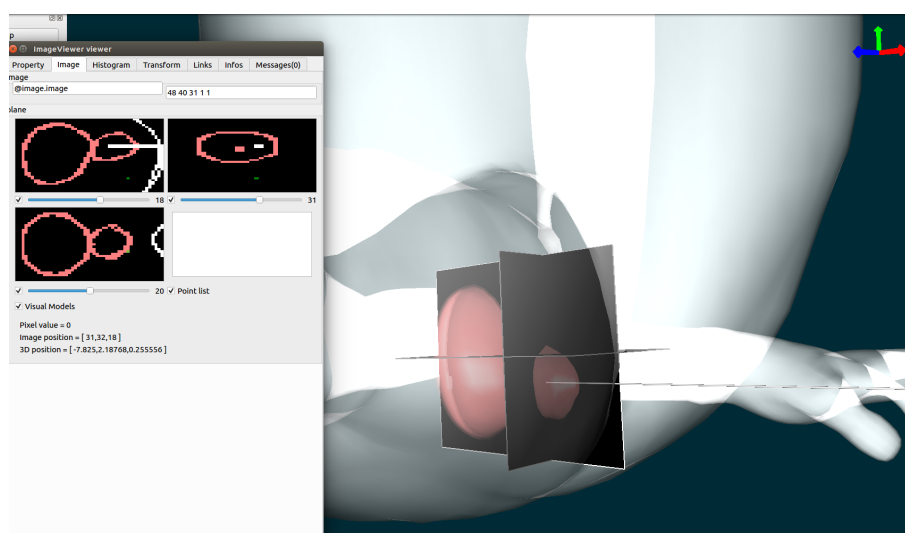 p
ImageViewer viewer
Property Image Histogram Transform Links Infos Messages(0)
mage
@image.image
48 40 31 1 1
plane
18
31
20
Point list
Visual Models
Pixel value = 0
Image position = [ 31,32,18 ]
3D position = [ -7.825,2.18768,0.255556 ]